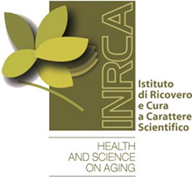 INRCA
Istituto
di Ricovero
e Cura
a Carattere
Scientifico
HEALTH
AND SCIENCE
ON AGING